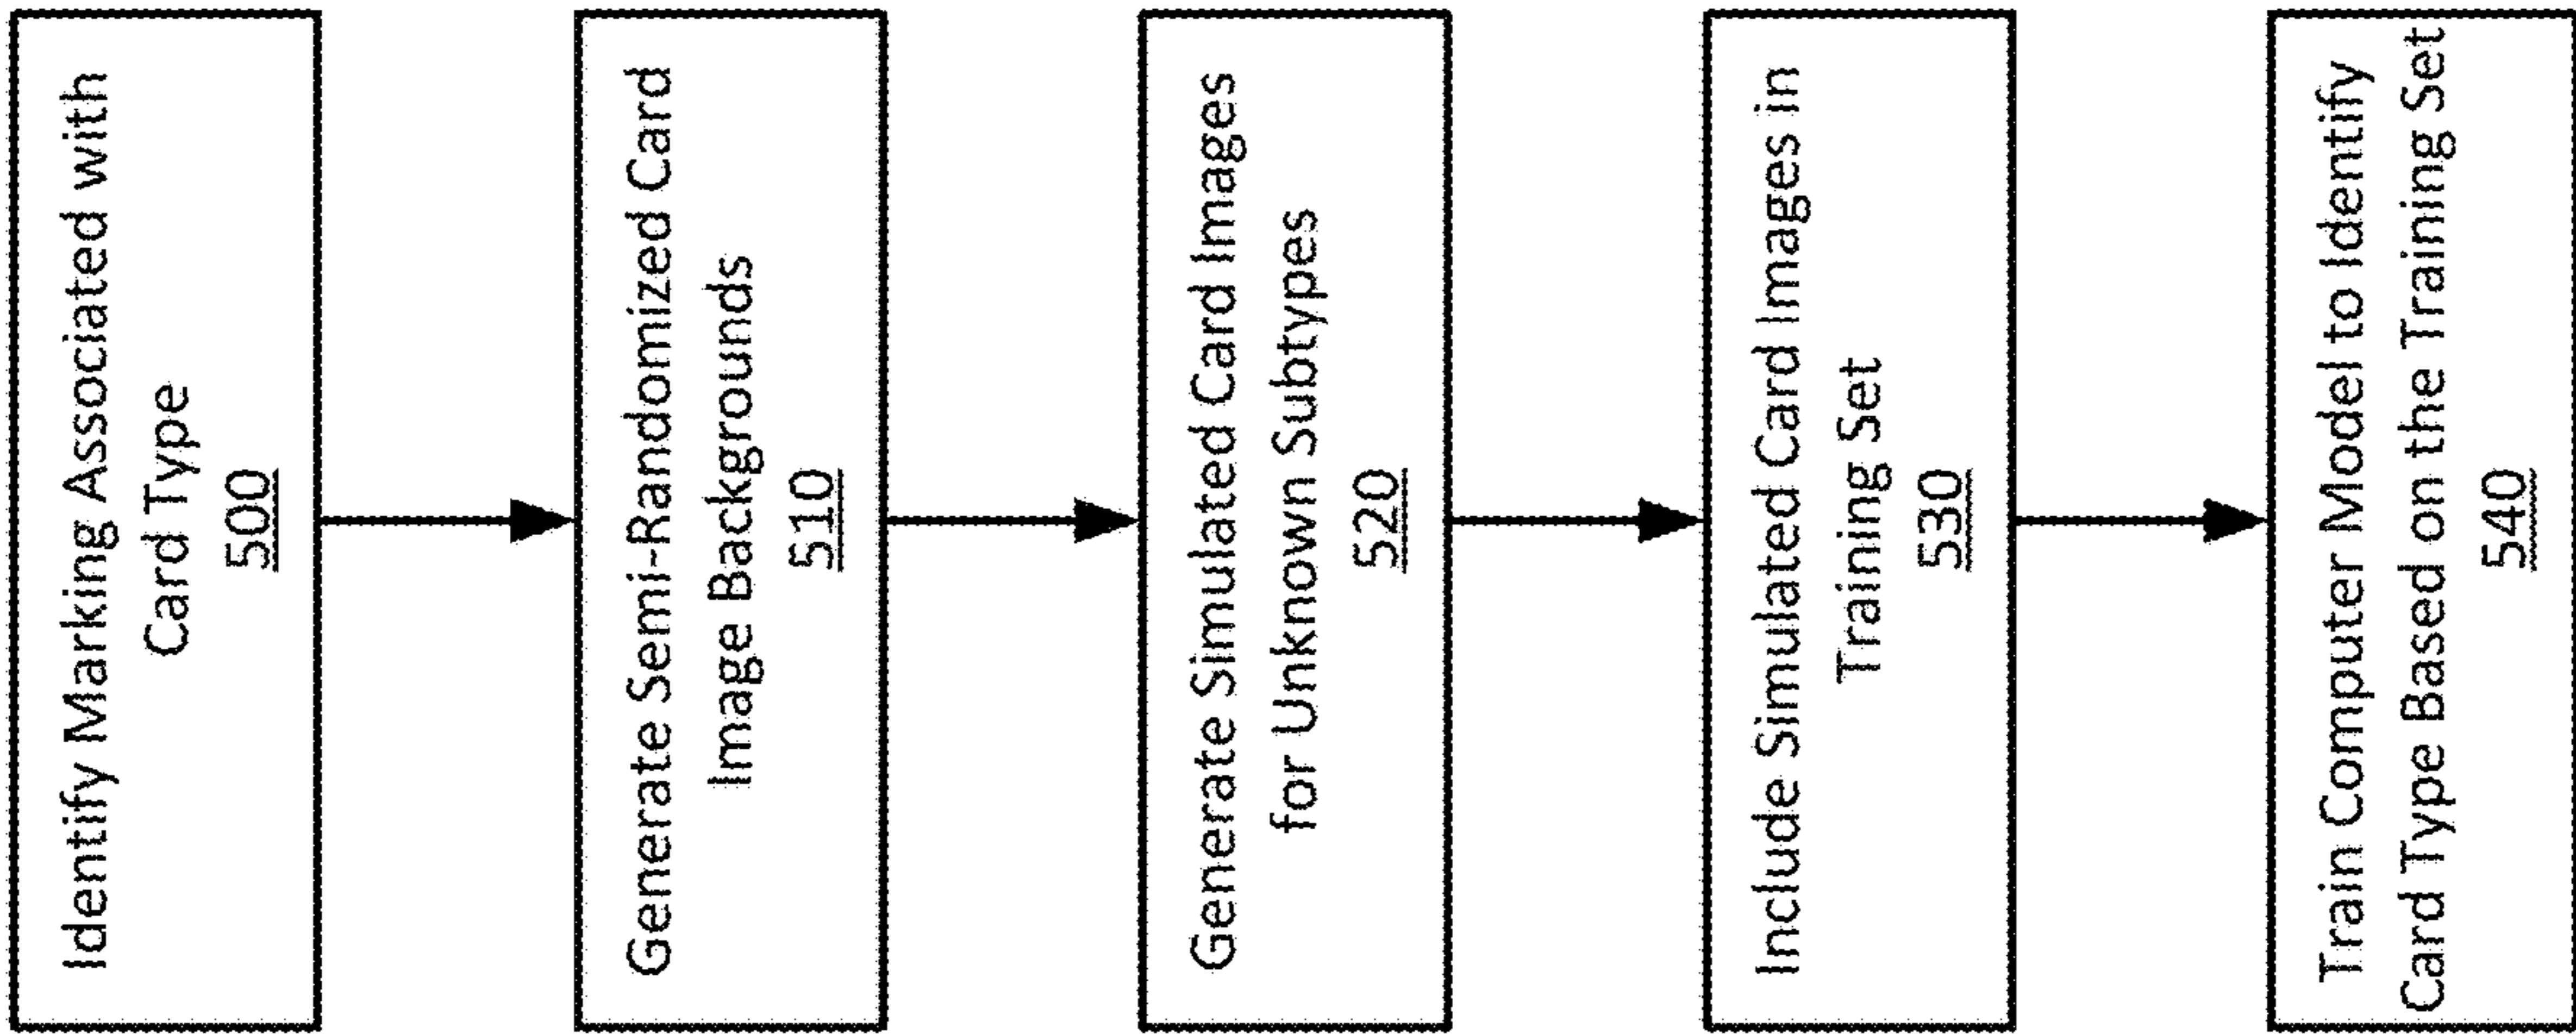 Identify Marking Associated with
Card Type
500
Generate Semi-Randomized Card
Image Backgrounds
510
Generate Simulated Card Images
for Unknown Subtypes
520
Include Simulated Card Images in
Training Set
530
Train Computer Model to Identify
Card Type Based on the Training Set
540